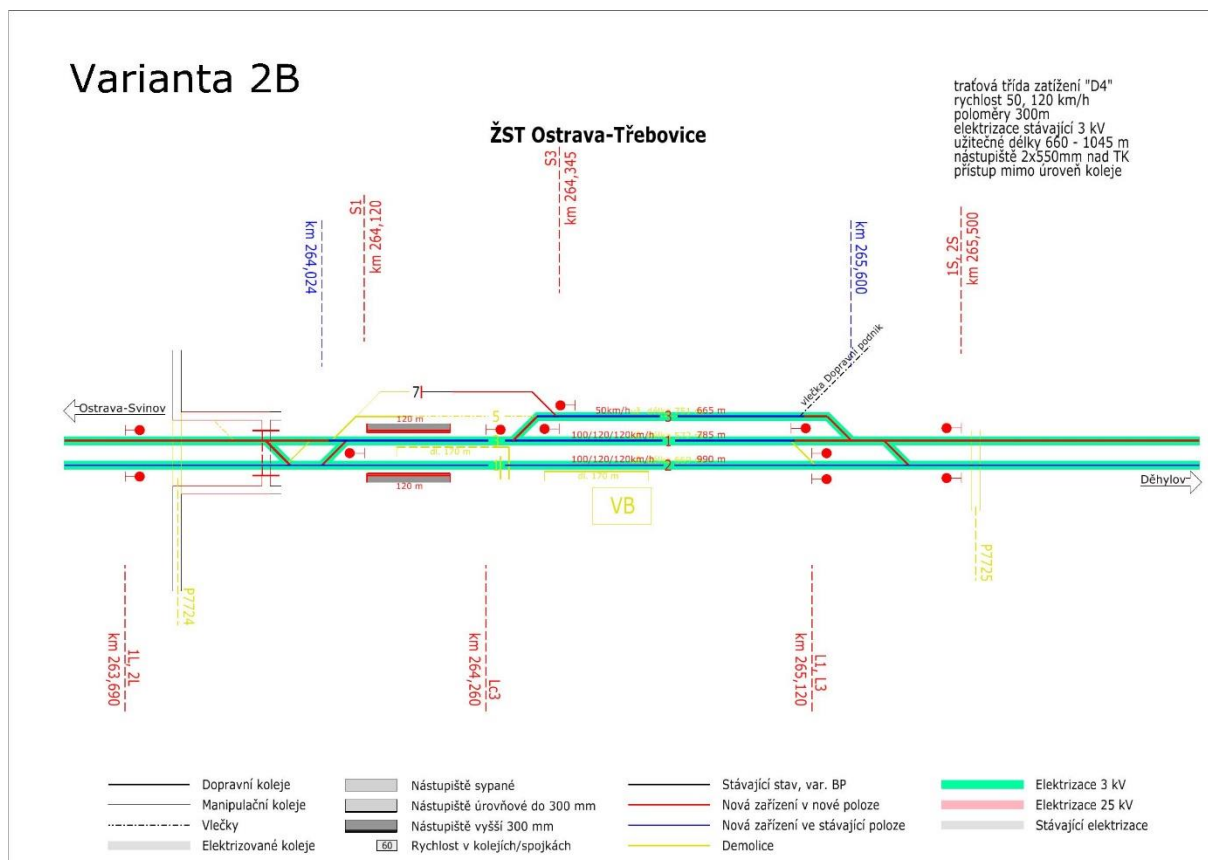 Varianta 2B
traťová třída zatížení "D4"
rychlost 50, 120 km/h
poloměry 300m
elektrizace stávající 3 kV
užitečné délky 660 - 1045 m
nástupiště 2x550mm nad TK
přístup mimo úroveň koleje
ŽST Ostrava-Třebovice
km 264,024
S1
km 264,120
S3
km 264,345
km 265,600
1S, 2S
km 265,500
vlečka Dopravní podnik
Ostrava-Svinov
7
5
120 m
50km/h
3
665 m
100/120/120km/h
1
785 m
dl. 170 m
100/120/120km/h
2
990 m
120 m
dl. 170 m
VB
Děhylov
P7724
P7725
1L, 2L
km 263,690
Lc3
km 264,260
L1, L3
km 265,120
Dopravní koleje
Manipulační koleje
Vlečky
Elektrizované koleje
Nástupiště sypané
Nástupiště úrovňové do 300 mm
Nástupiště vyšší 300 mm
60 Rychlost v kolejích/spojkách
Stávající stav, var. BP
Nová zařízení v nové poloze
Nová zařízení ve stávající poloze
Demolice
Elektrizace 3 kV
Elektrizace 25 kV
Stávající elektrizace